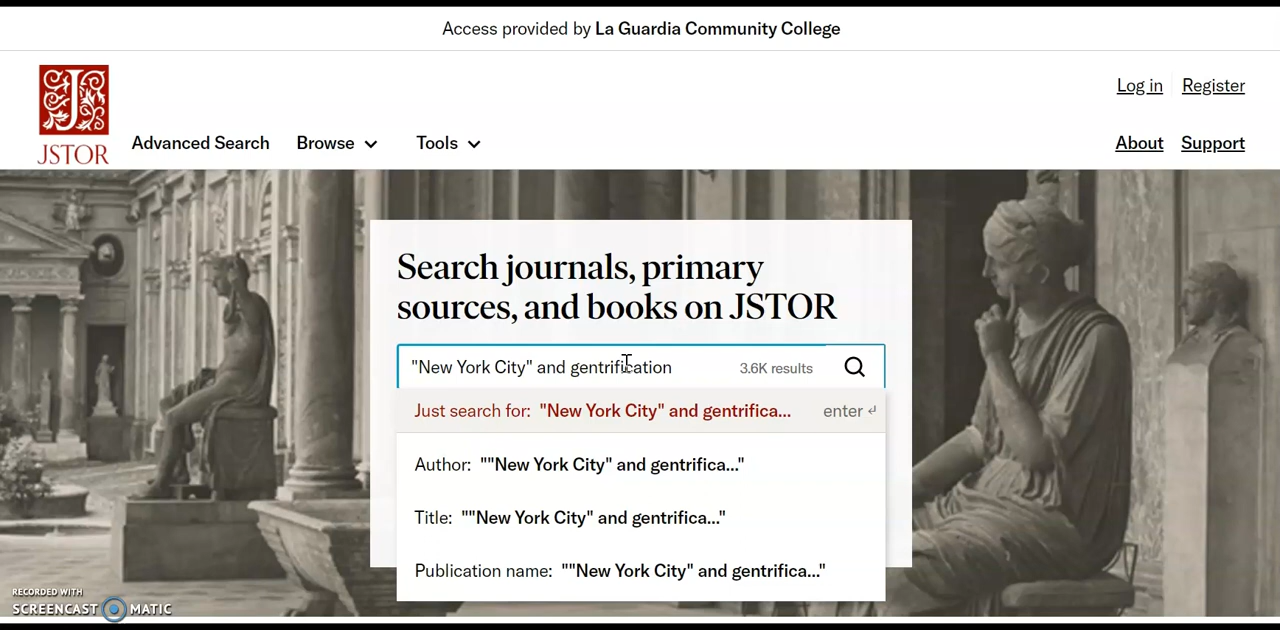 Access provided by La Guardia Community College
Log in Register
JSTOR
Advanced Search Browse Tools About Support
Search journals, primary
sources, and books on JSTOR
"New York City" and gentrification 3.6K results
Just search for: "New York City" and gentrifica... enter ↵
Author: ""New York City" and gentrifica..."
Title: ""New York City" and gentrifica..."
Publication name: ""New York City" and gentrifica..."
RECORDED WITH
SCREENCAST MATIC